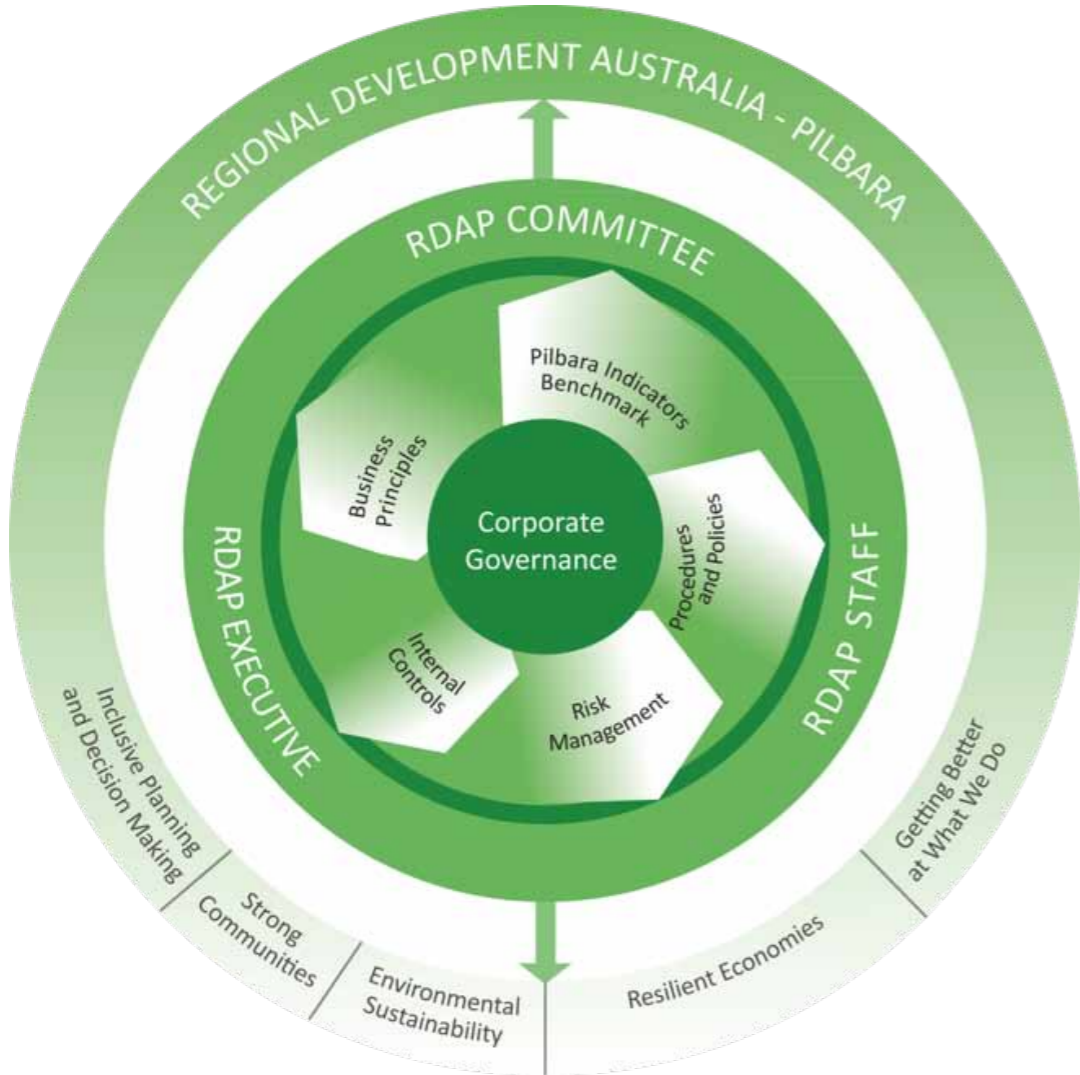 REGIONAL DEVELOPMENT AUSTRALIA - PILBARA
RDAP COMMITTEE
Pilbara Indicators
Benchmark
Business
Principles
Corporate
Governance
Procedures
and Policies
Internal
Controls
Risk
Management
RDAP EXECUTIVE
RDAP STAFF
Inclusive Planning
and Decision Making
Strong
Communities
Environmental
Sustainability
Resilient Economies
Getting Better
at What We Do